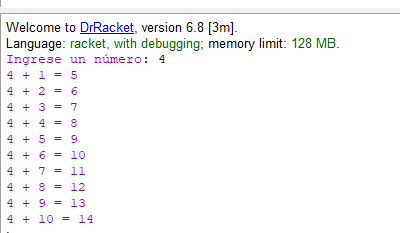 Welcome to DrRacket, version 6.8 [3m].
Language: racket, with debugging; memory limit: 128 MB.
Ingrese un número: 4
4 + 1 = 5
4 + 2 = 6
4 + 3 = 7
4 + 4 = 8
4 + 5 = 9
4 + 6 = 10
4 + 7 = 11
4 + 8 = 12
4 + 9 = 13
4 + 10 = 14